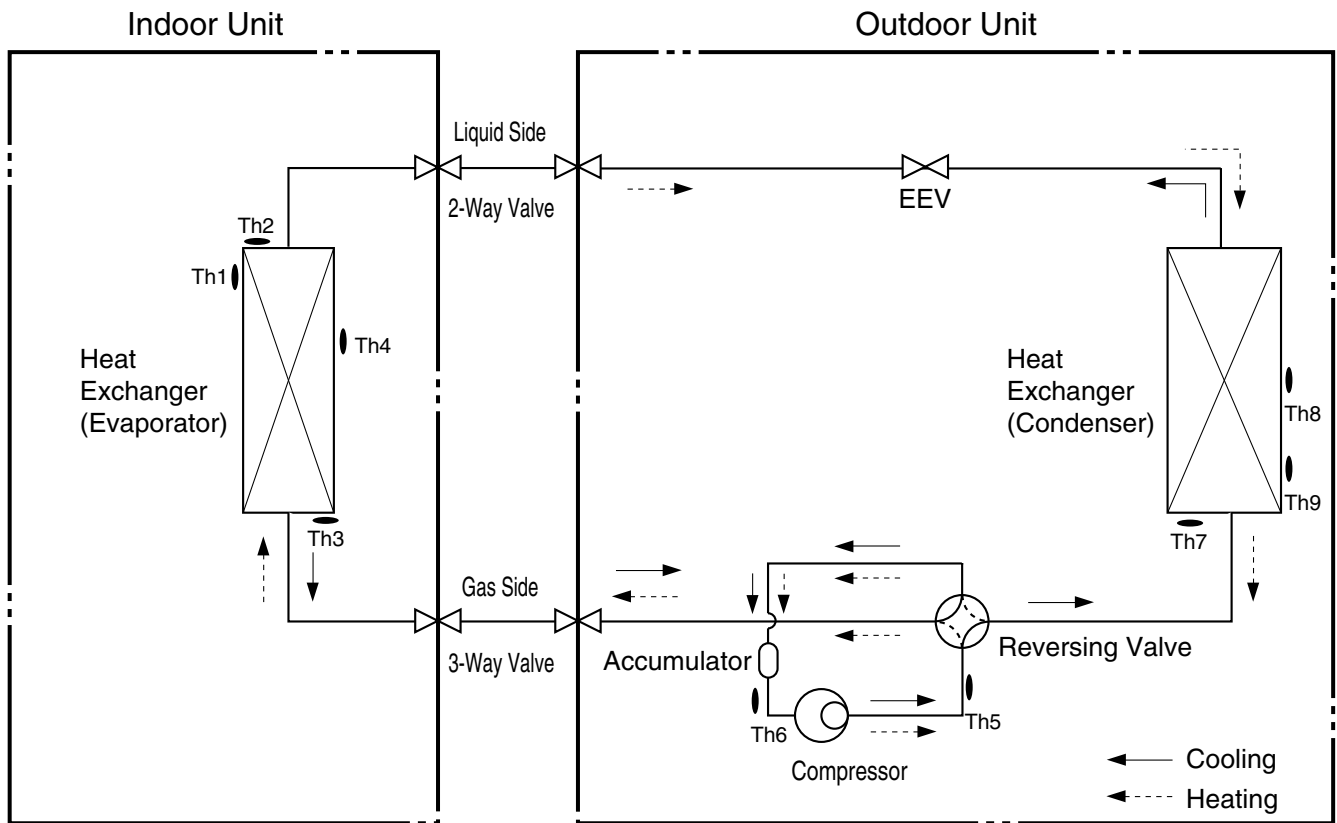 Indoor Unit
Outdoor Unit
Liquid Side
2-Way Valve
EEV
Th2
Th1
Th4
Heat
Exchanger
(Evaporator)
Heat
Exchanger
(Condenser)
Th8
Th9
Th3
Th7
Gas Side
3-Way Valve
Accumulator
Reversing Valve
Th6
Th5
Compressor
Cooling
Heating